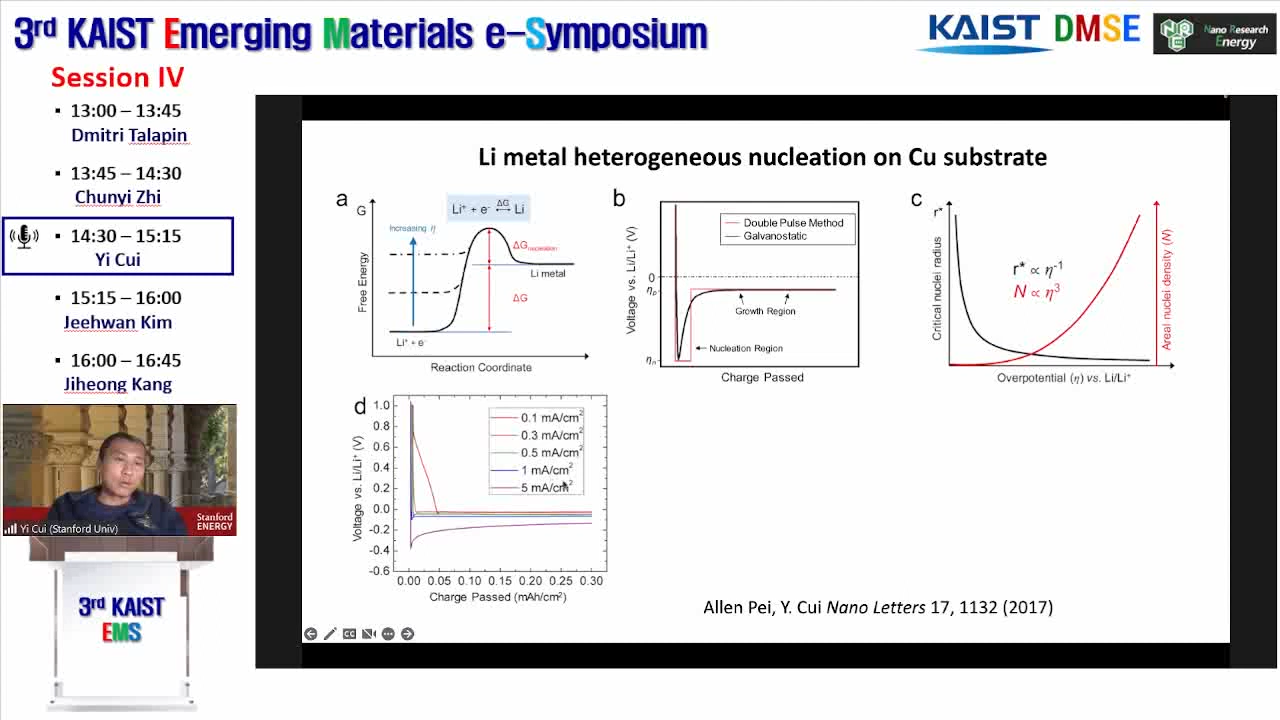 3rd KAIST Emerging Materials e-Symposium
KAIST DMSE
Nano Research Energy
Session IV
13:00 – 13:45
Dmitri Talapin
13:45 – 14:30
Chunyi Zhi
14:30 – 15:15
Yi Cui
15:15 – 16:00
Jeehwan Kim
16:00 – 16:45
Jiheong Kang
Yi Cui (Stanford Univ)
Stanford
ENERGY
3rd KAIST
EMS
Li metal heterogeneous nucleation on Cu substrate
a
G
Free Energy
Increasing η
Li⁺ + e⁻ ⟷ Li
ΔG
ΔGnucleation
Li metal
ΔG
Li⁺ + e⁻
Reaction Coordinate
b
Voltage vs. Li/Li⁺ (V)
Double Pulse Method
Galvanostatic
0
ηp
Growth Region
Nucleation Region
ηn
Charge Passed
c
r*
Critical nuclei radius
r* ∝ η⁻¹
N ∝ η³
Areal nuclei density (N)
Overpotential (η) vs. Li/Li⁺
d
Voltage vs. Li/Li⁺ (V)
1.0
0.8
0.6
0.4
0.2
0.0
-0.2
-0.4
-0.6
0.1 mA/cm²
0.3 mA/cm²
0.5 mA/cm²
1 mA/cm²
5 mA/cm²
0.00 0.05 0.10 0.15 0.20 0.25 0.30
Charge Passed (mAh/cm²)
Allen Pei, Y. Cui Nano Letters 17, 1132 (2017)
CC